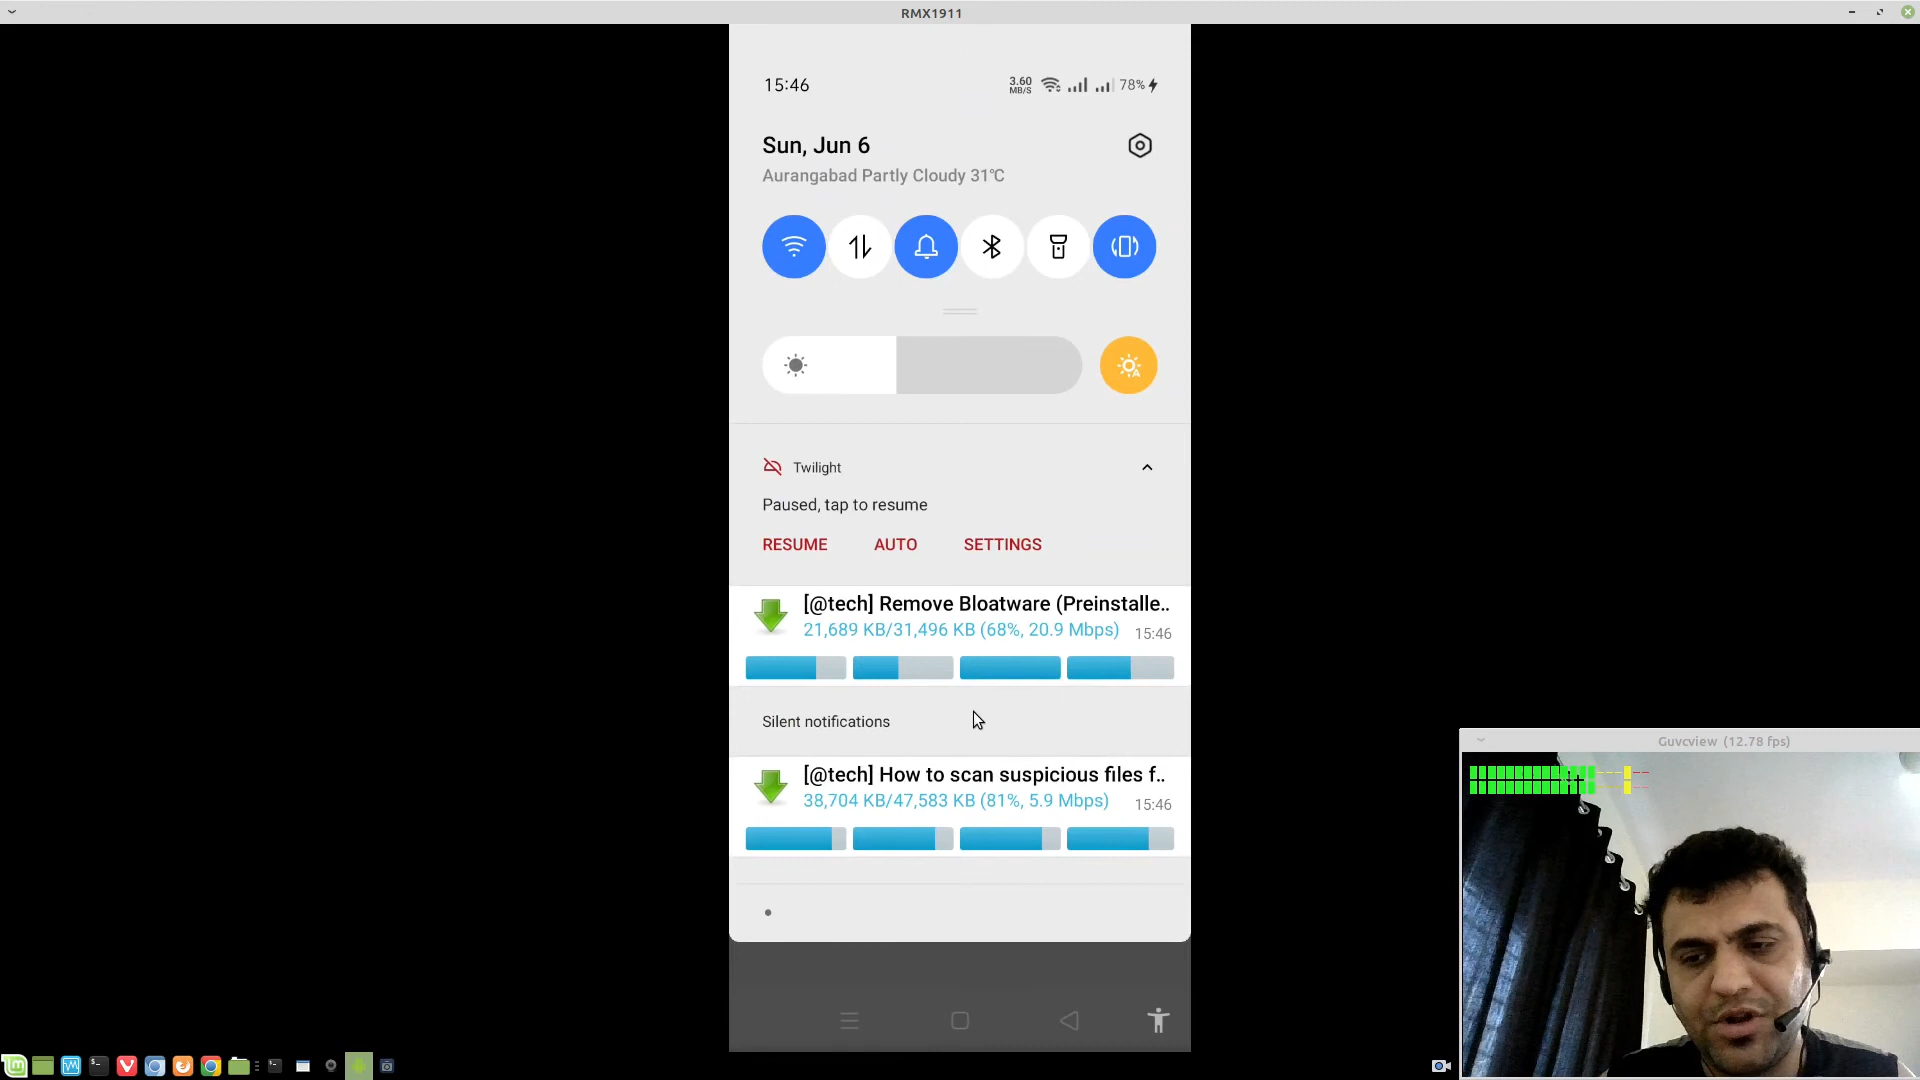 RMX1911
15:46
3.60 MB/S
78%
Sun, Jun 6
Aurangabad Partly Cloudy 31°C
Twilight
Paused, tap to resume
RESUME AUTO SETTINGS
[@tech] Remove Bloatware (Preinstalle..
21,689 KB/31,496 KB (68%, 20.9 Mbps) 15:46
Silent notifications
[@tech] How to scan suspicious files f..
38,704 KB/47,583 KB (81%, 5.9 Mbps) 15:46
Guvcview (12.78 fps)